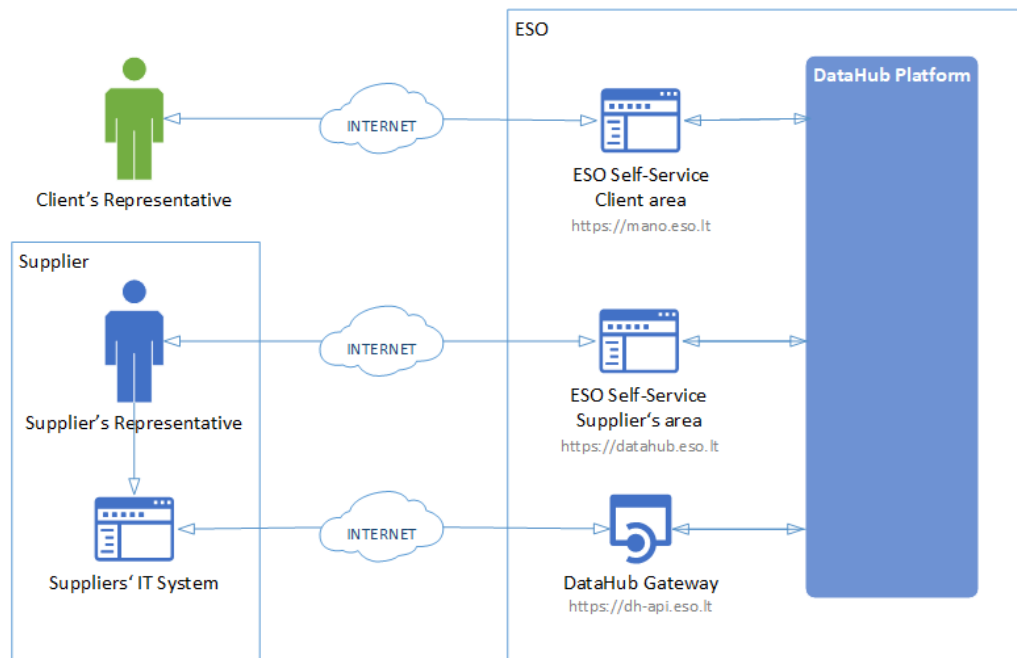 ESO
DataHub Platform
INTERNET
Client's Representative
ESO Self-Service
Client area
https://mano.eso.lt
Supplier
INTERNET
Supplier's Representative
ESO Self-Service
Supplier‘s area
https://datahub.eso.lt
INTERNET
Suppliers‘ IT System
DataHub Gateway
https://dh-api.eso.lt